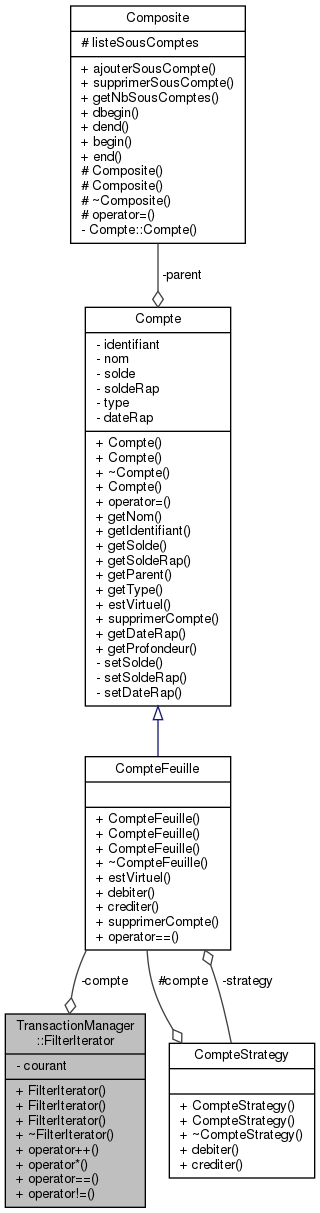 Composite
# listeSousComptes
+ ajouterSousCompte()
+ supprimerSousCompte()
+ getNbSousComptes()
+ dbegin()
+ dend()
+ begin()
+ end()
# Composite()
# Composite()
# ~Composite()
# operator=()
- Compte::Compte()
-parent
Compte
- identifiant
- nom
- solde
- soldeRap
- type
- dateRap
+ Compte()
+ Compte()
+ ~Compte()
+ Compte()
+ operator=()
+ getNom()
+ getIdentifiant()
+ getSolde()
+ getSoldeRap()
+ getParent()
+ getType()
+ estVirtuel()
+ supprimerCompte()
+ getDateRap()
+ getProfondeur()
- setSolde()
- setSoldeRap()
- setDateRap()
CompteFeuille
+ CompteFeuille()
+ CompteFeuille()
+ CompteFeuille()
+ ~CompteFeuille()
+ estVirtuel()
+ debiter()
+ crediter()
+ supprimerCompte()
+ operator==()
-compte
#compte
-strategy
TransactionManager
::FilterIterator
- courant
+ FilterIterator()
+ FilterIterator()
+ FilterIterator()
+ ~FilterIterator()
+ operator++()
+ operator*()
+ operator==()
+ operator!=()
CompteStrategy
+ CompteStrategy()
+ CompteStrategy()
+ ~CompteStrategy()
+ debiter()
+ crediter()